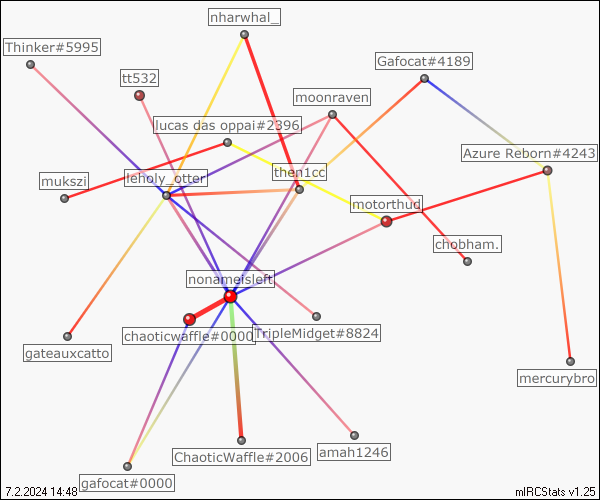 nharwhal_
Thinker#5995
Gafocat#4189
tt532
moonraven
lucas das oppai#2396
Azure Reborn#4243
then1cc
mukszi
leholy_otter
motorthud
chobham.
nonameisleft
chaoticwaffle#0000
TripleMidget#8824
gateauxcatto
mercurybro
amah1246
ChaoticWaffle#2006
gafocat#0000
7.2.2024 14:48
mIRCStats v1.25